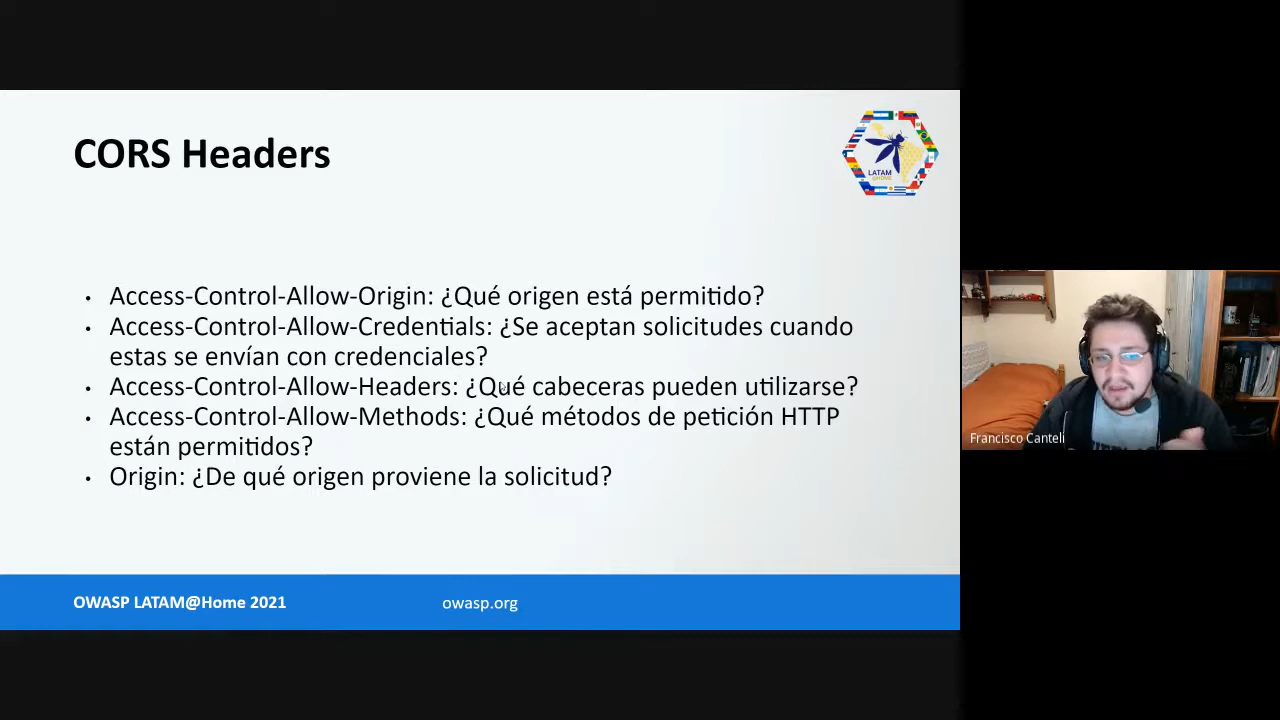 CORS Headers
LATAM
@HOME
• Access-Control-Allow-Origin: ¿Qué origen está permitido?
• Access-Control-Allow-Credentials: ¿Se aceptan solicitudes cuando
estas se envían con credenciales?
• Access-Control-Allow-Headers: ¿Qué cabeceras pueden utilizarse?
• Access-Control-Allow-Methods: ¿Qué métodos de petición HTTP
están permitidos?
• Origin: ¿De qué origen proviene la solicitud?
Francisco Canteli
OWASP LATAM@Home 2021
owasp.org